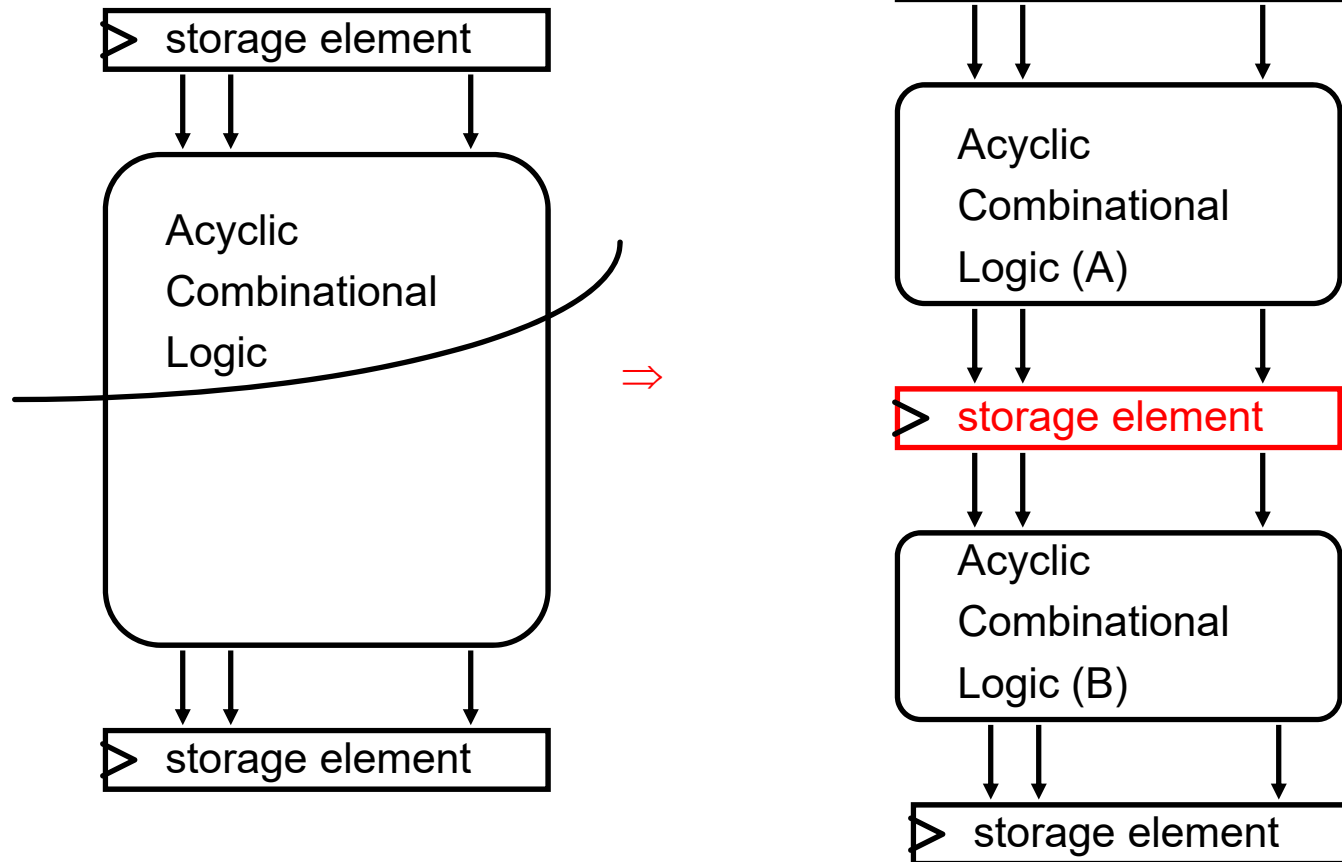 storage element
Acyclic
Combinational
Logic
storage element
⇒
Acyclic
Combinational
Logic (A)
storage element
Acyclic
Combinational
Logic (B)
storage element